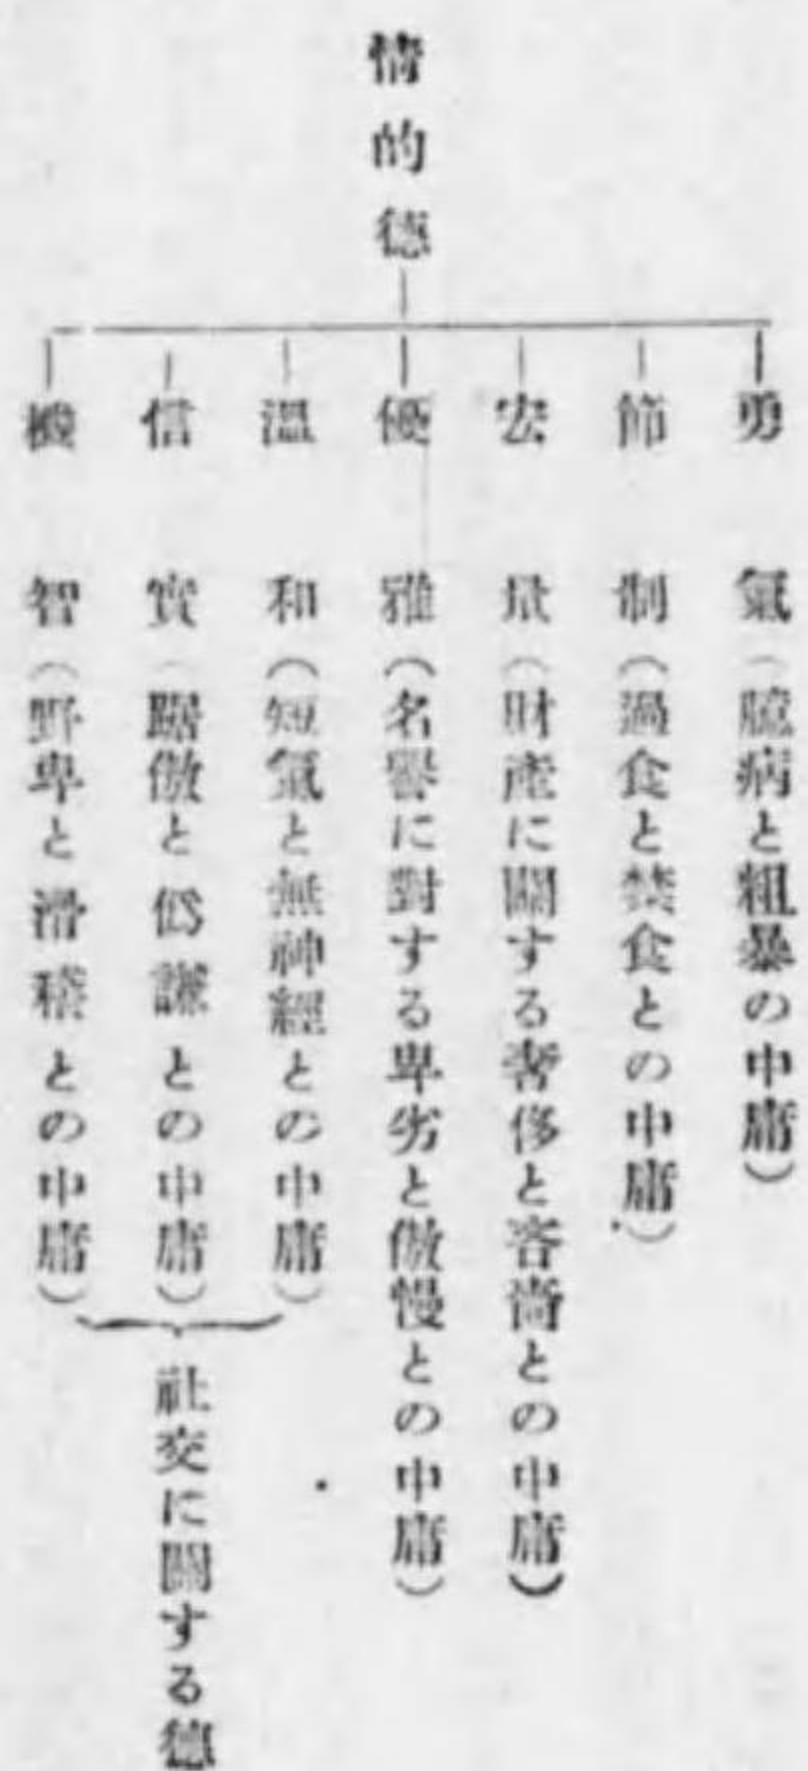 情的德
勇氣（臆病と粗暴の中庸）
節制（過食と禁食との中庸）
宏量（財產に關する奢侈と吝嗇との中庸）
優雅（名譽に對する卑劣と傲慢との中庸）
溫和（短氣と無神經との中庸）
信實（踞傲と僞謙との中庸）
機智（野卑と滑稽との中庸）
社交に關する德